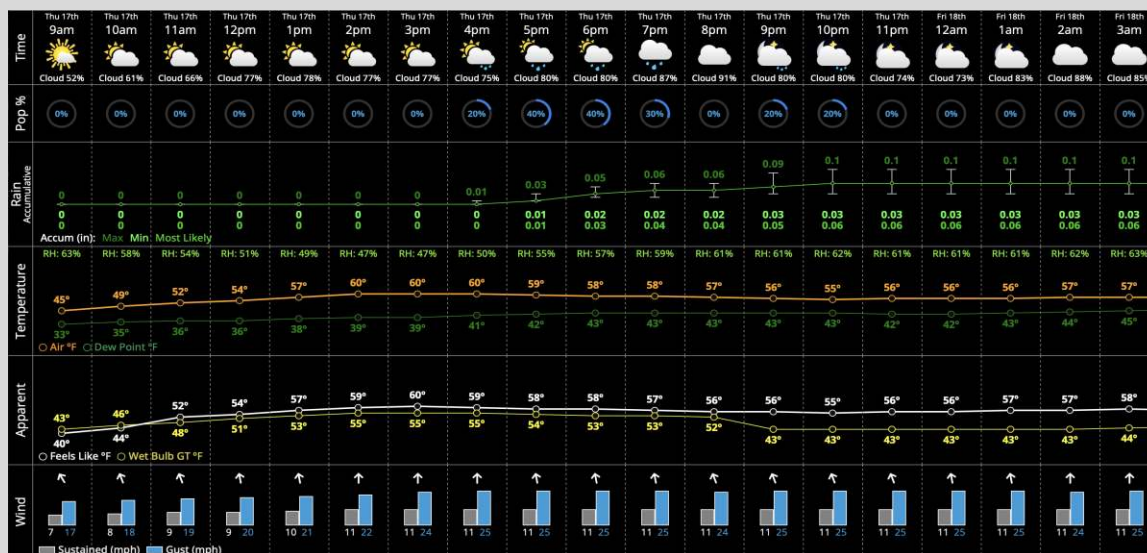 Time
Thu 17th Thu 17th Thu 17th Thu 17th Thu 17th Thu 17th Thu 17th Thu 17th Thu 17th Thu 17th Thu 17th Thu 17th Thu 17th Thu 17th Thu 17th Fri 18th Fri 18th Fri 18th Fri 18th
9am 10am 11am 12pm 1pm 2pm 3pm 4pm 5pm 6pm 7pm 8pm 9pm 10pm 11pm 12am 1am 2am 3am
Cloud 52% Cloud 61% Cloud 66% Cloud 77% Cloud 78% Cloud 77% Cloud 77% Cloud 75% Cloud 80% Cloud 80% Cloud 87% Cloud 91% Cloud 80% Cloud 80% Cloud 74% Cloud 73% Cloud 83% Cloud 88% Cloud 85%
Pop %
0% 0% 0% 0% 0% 0% 0% 20% 40% 40% 30% 0% 20% 20% 0% 0% 0% 0% 0%
Rain
Accumulative
0 0 0 0 0 0 0 0.01 0.03 0.05 0.06 0.06 0.09 0.1 0.1 0.1 0.1 0.1 0.1
0 0 0 0 0 0 0 0 0.01 0.02 0.02 0.02 0.03 0.03 0.03 0.03 0.03 0.03 0.03
0 0 0 0 0 0 0 0 0.01 0.03 0.04 0.04 0.05 0.06 0.06 0.06 0.06 0.06 0.06
Accum (in): Max Min Most Likely
Temperature
RH: 63% RH: 58% RH: 54% RH: 51% RH: 49% RH: 47% RH: 47% RH: 50% RH: 55% RH: 57% RH: 59% RH: 61% RH: 61% RH: 62% RH: 61% RH: 61% RH: 61% RH: 62% RH: 63%
45° 49° 52° 54° 57° 60° 60° 60° 59° 58° 58° 57° 56° 55° 56° 56° 56° 57° 57°
33° 35° 36° 36° 38° 39° 39° 41° 42° 43° 43° 43° 43° 43° 42° 42° 43° 44° 45°
Air °F Dew Point °F
Apparent
43° 46° 52° 54° 57° 59° 60° 59° 58° 58° 57° 56° 56° 55° 56° 56° 57° 57° 58°
40° 44° 48° 51° 53° 55° 55° 55° 54° 53° 53° 52° 43° 43° 43° 43° 43° 43° 44°
Feels Like °F Wet Bulb GT °F
Wind
7 17 8 18 9 19 9 20 10 21 11 22 11 24 11 25 11 25 11 25 11 25 11 25 11 25 11 25 11 25 11 25 11 25 11 24 11 25
Sustained (mph) Gust (mph)